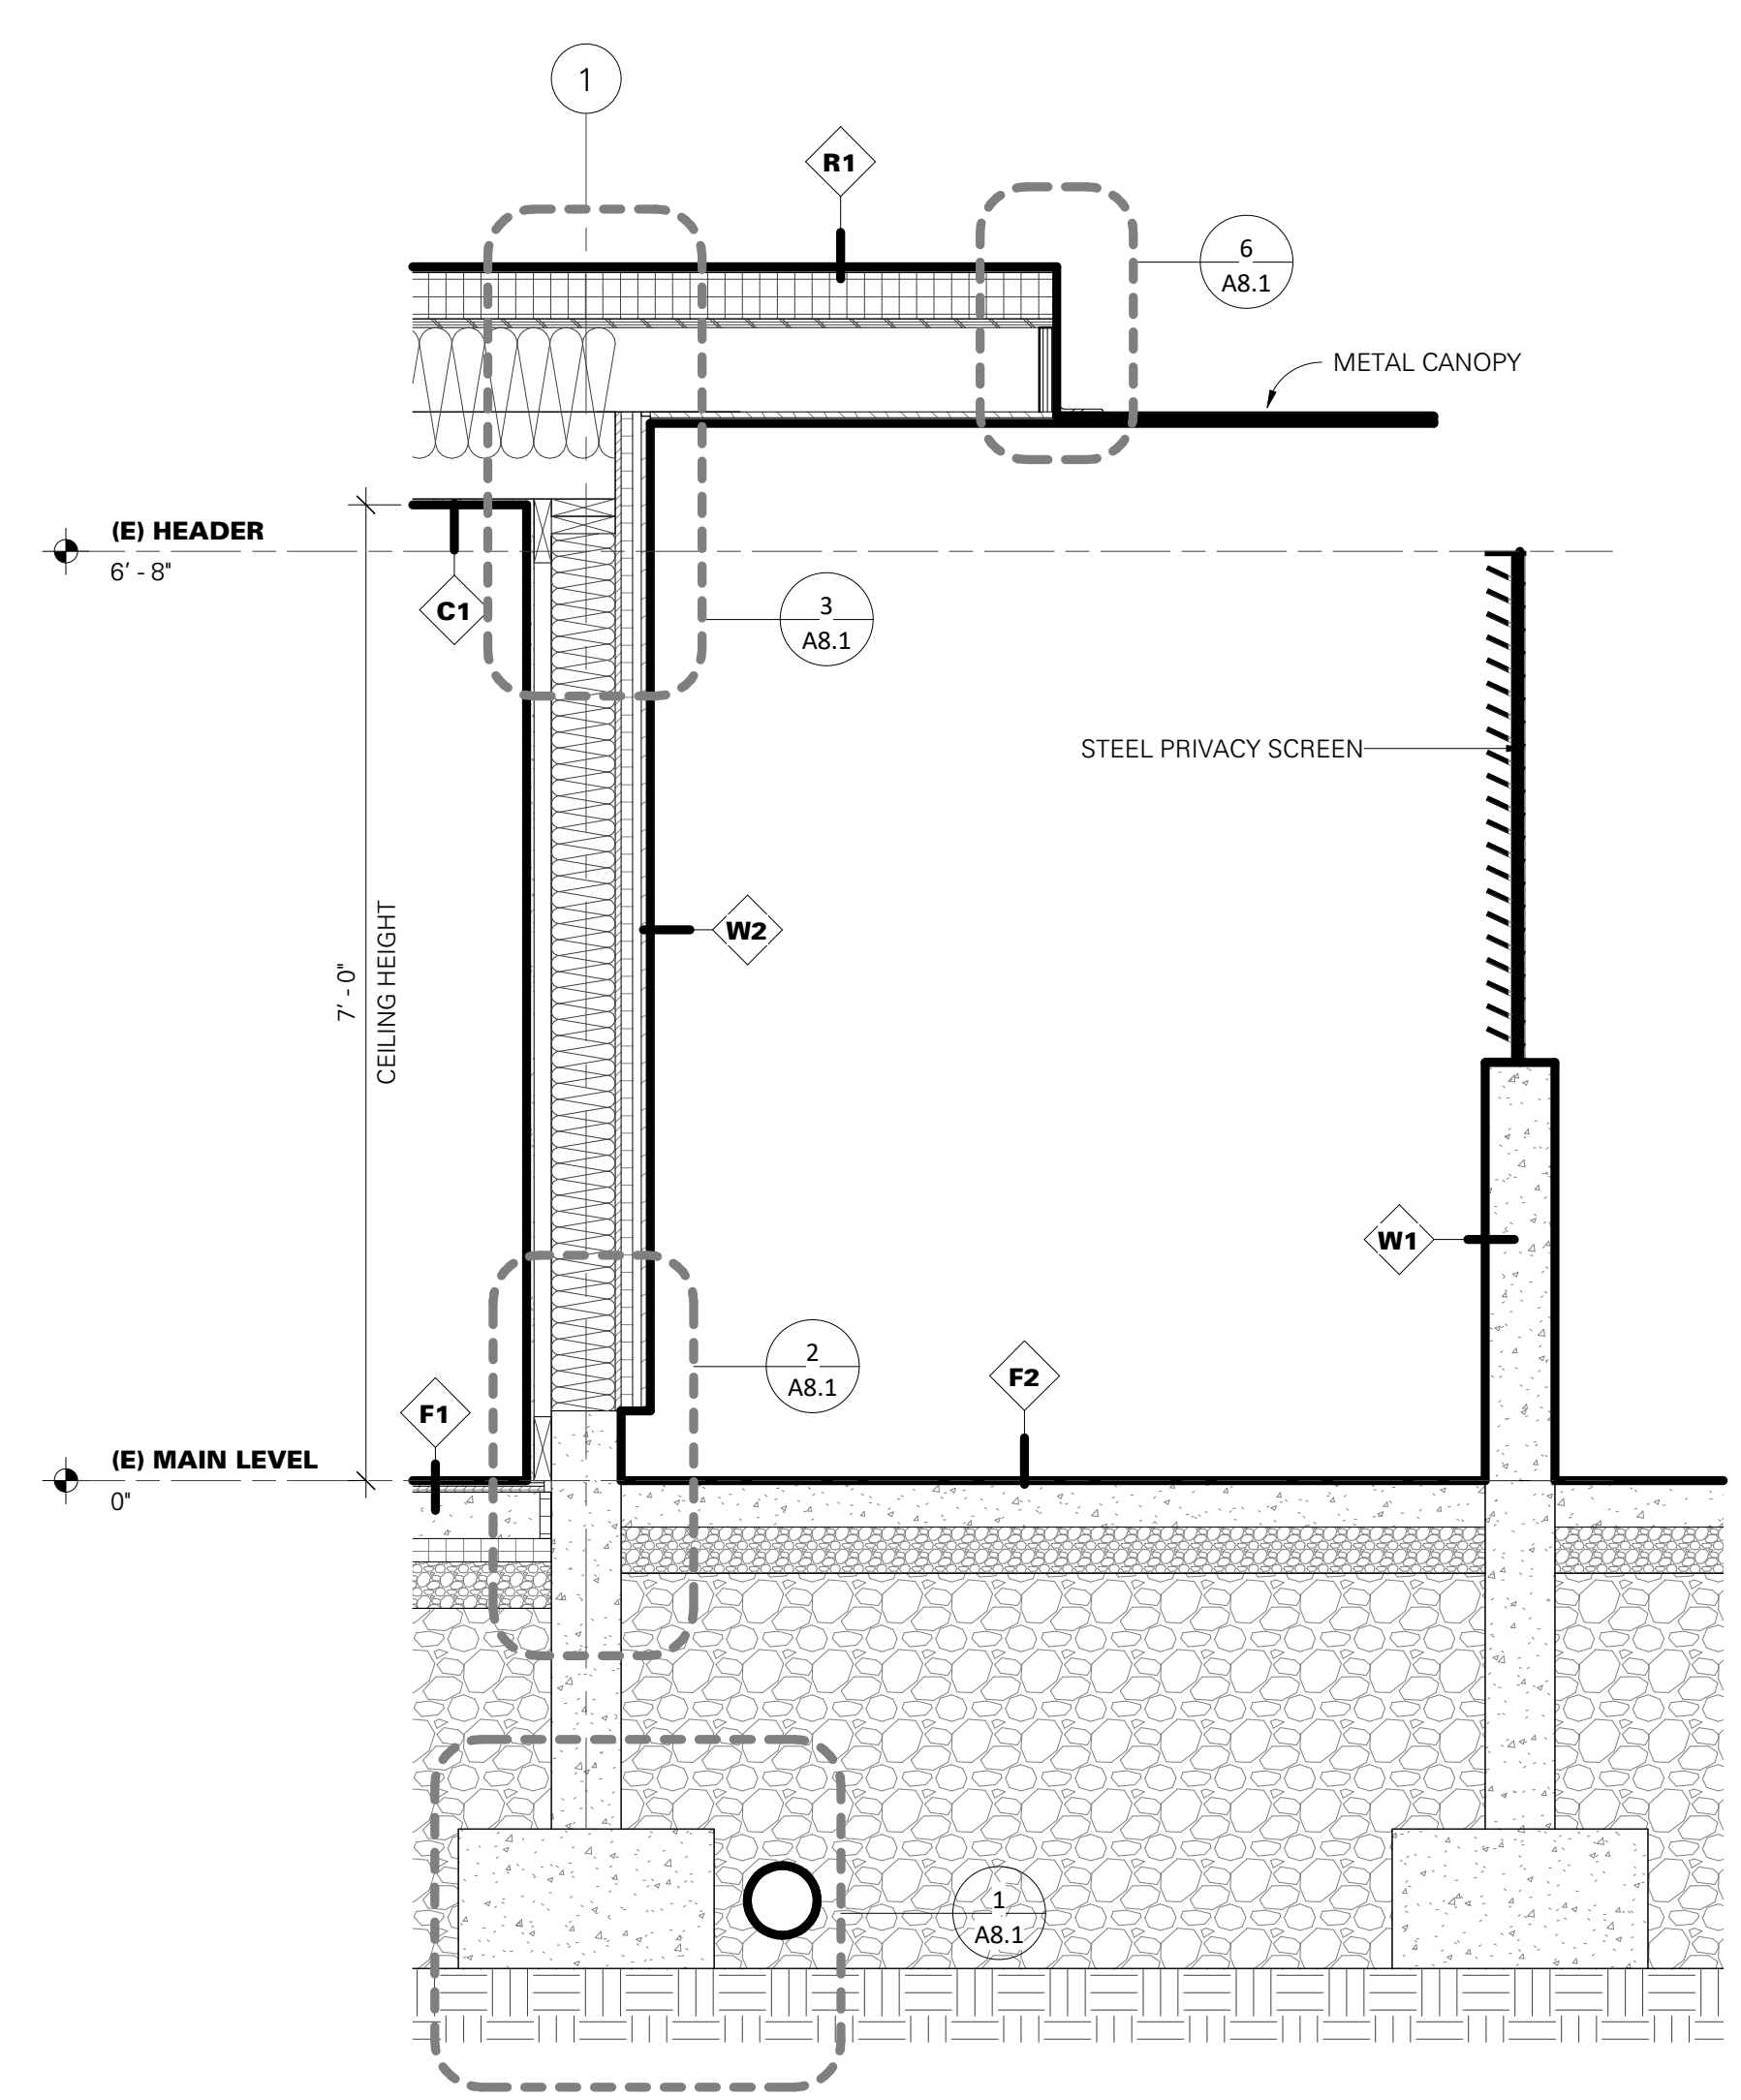 1
R1
6
A8.1
METAL CANOPY
(E) HEADER
6' - 8"
C1
3
A8.1
STEEL PRIVACY SCREEN
W2
7' - 0"
CEILING HEIGHT
W1
2
A8.1
F2
F1
(E) MAIN LEVEL
0"
1
A8.1